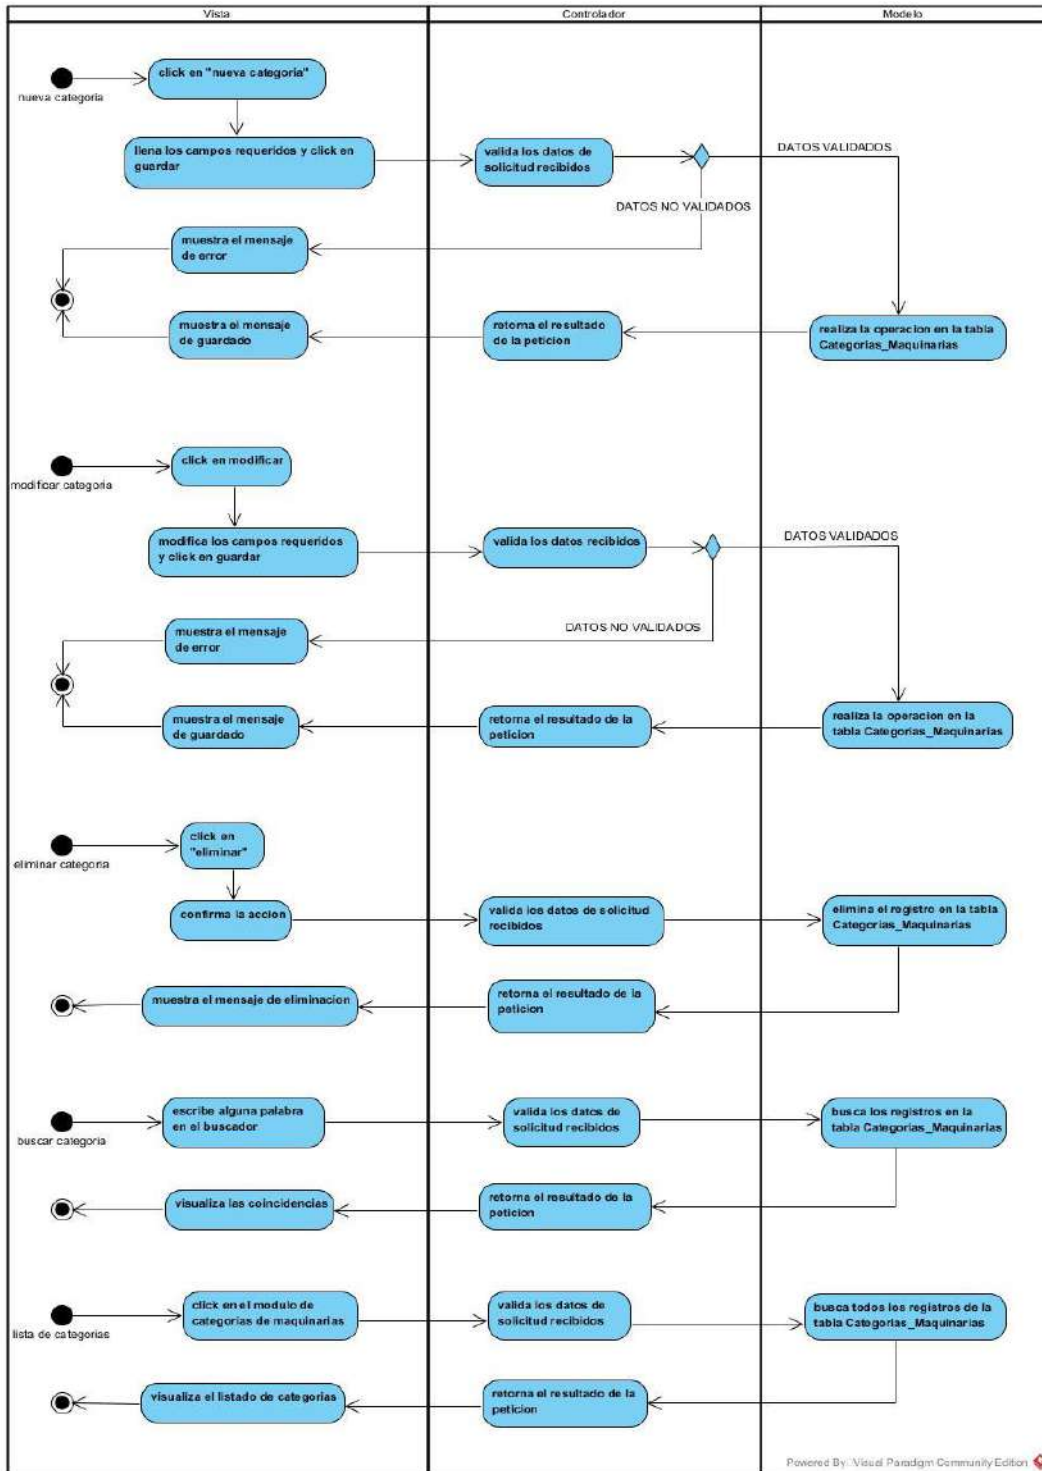 Vista
Controlador
Modelo
click en "nueva categoria"
nueva categoria
llena los campos requeridos y click en
guardar
valida los datos de
solicitud recibidos
DATOS VALIDADOS
DATOS NO VALIDADOS
muestra el mensaje
de error
muestra el mensaje
de guardado
retorna el resultado
de la peticion
realiza la operacion en la tabla
Categorias_Maquinarias
click en modificar
modificar categoria
modifica los campos requeridos
y click en guardar
valida los datos recibidos
DATOS VALIDADOS
DATOS NO VALIDADOS
muestra el mensaje
de error
muestra el mensaje
de guardado
retorna el resultado de la
peticion
realiza la operacion en la
tabla Categorias_Maquinarias
click en
"eliminar"
eliminar categoria
confirma la accion
valida los datos de solicitud
recibidos
elimina el registro en la tabla
Categorias_Maquinarias
muestra el mensaje de eliminacion
retorna el resultado de la
peticion
escribe alguna palabra
en el buscador
buscar categoria
valida los datos de
solicitud recibidos
busca los registros en la
tabla Categorias_Maquinarias
visualiza las coincidencias
retorna el resultado de la
peticion
click en el modulo de
categorias de maquinarias
lista de categorias
valida los datos de
solicitud recibidos
busca todos los registros de la
tabla Categorias_Maquinarias
visualiza el listado de categorias
retorna el resultado de la
peticion
Powered By: Visual Paradigm Community Edition